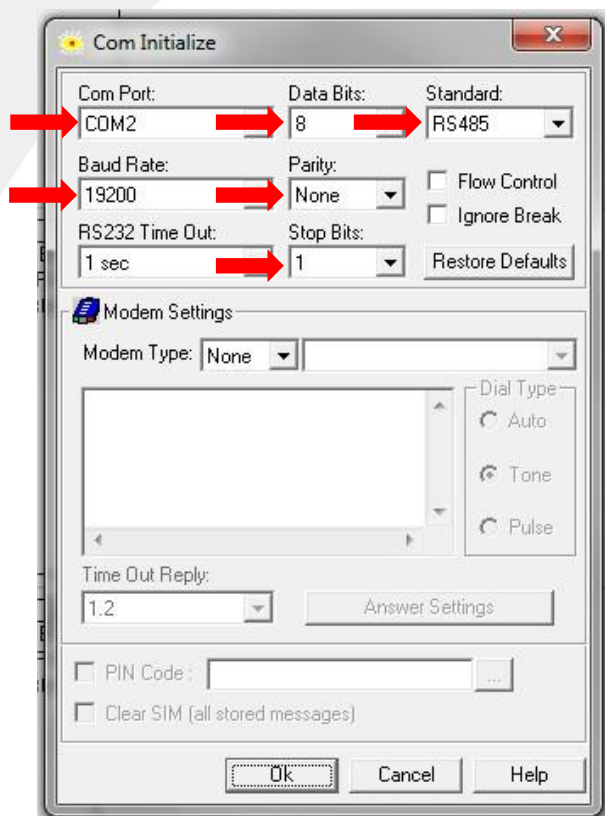 Com Initialize
Com Port: Data Bits: Standard:
COM2 8 RS485
Baud Rate: Parity:
19200 None Flow Control
Ignore Break
RS232 Time Out: Stop Bits:
1 sec 1 Restore Defaults
Modem Settings
Modem Type: None
Dial Type
Auto
Tone
Pulse
Time Out Reply:
1.2 Answer Settings
PIN Code : ...
Clear SIM (all stored messages)
Ok Cancel Help